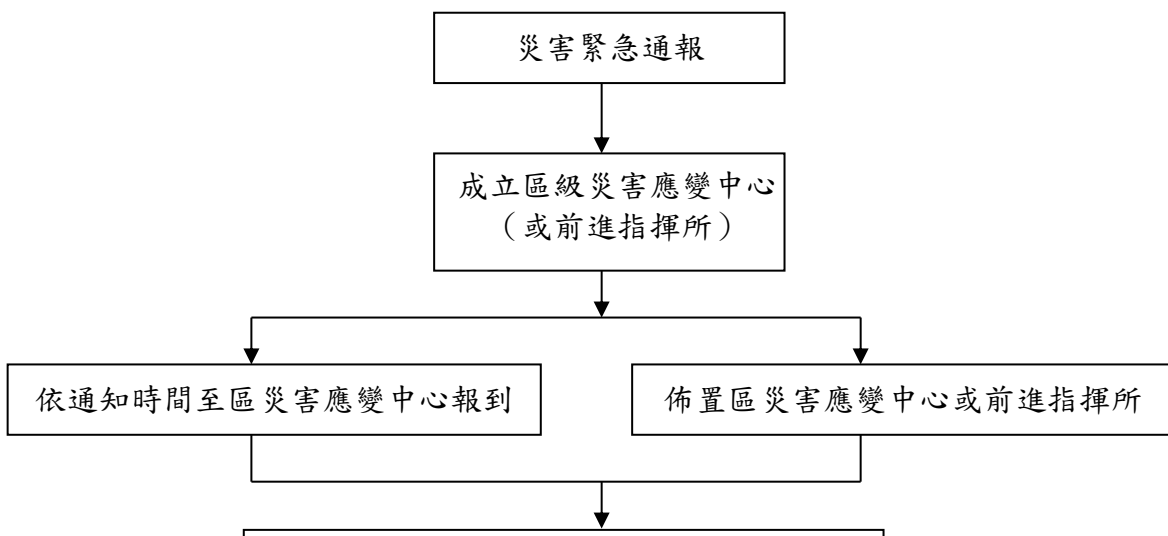 災害緊急通報
成立區級災害應變中心
（或前進指揮所）
依通知時間至區災害應變中心報到
佈置區災害應變中心或前進指揮所